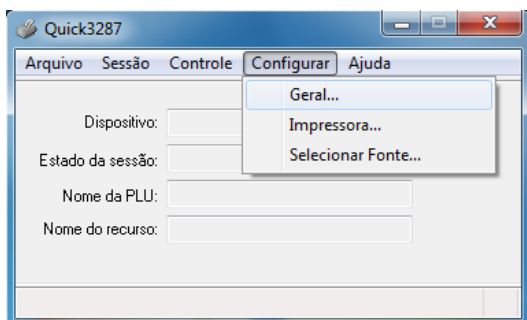 Quick3287
Arquivo Sessão Controle Configurar Ajuda
Geral...
Dispositivo:
Impressora...
Estado da sessão:
Selecionar Fonte...
Nome da PLU:
Nome do recurso: